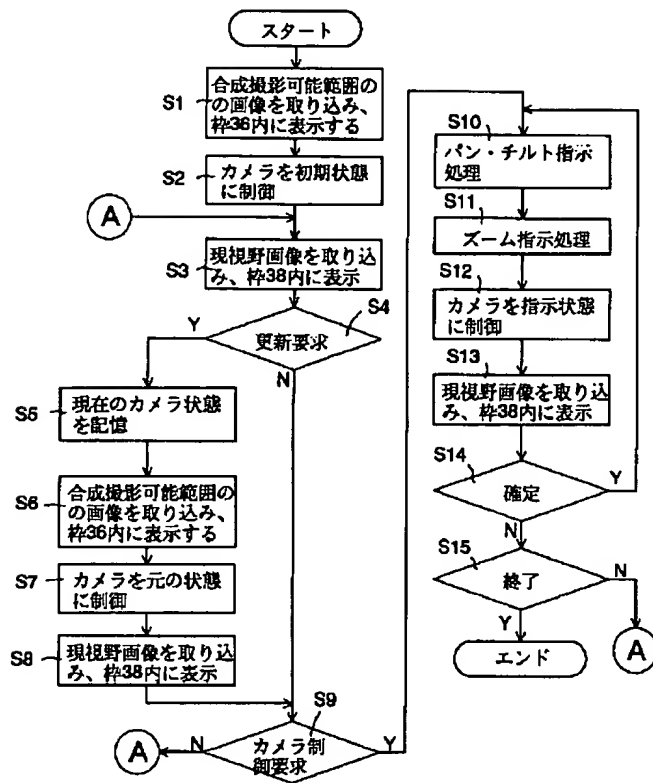 スタート
S1
合成撮影可能範囲の
の画像を取り込み、
枠36内に表示する
S2
カメラを初期状態
に制御
A
S3
現視野画像を取り込
み、枠38内に表示
S4
更新要求
Y
N
S5
現在のカメラ状態
を記憶
S6
合成撮影可能範囲の
の画像を取り込み、
枠36内に表示する
S7
カメラを元の状態
に制御
S8
現視野画像を取り込
み、枠38内に表示
S9
カメラ制
御要求
N
Y
A
S10
パン・チルト指示
処理
S11
ズーム指示処理
S12
カメラを指示状態
に制御
S13
現視野画像を取り込
み、枠38内に表示
S14
確定
Y
N
S15
終了
N
Y
エンド
A